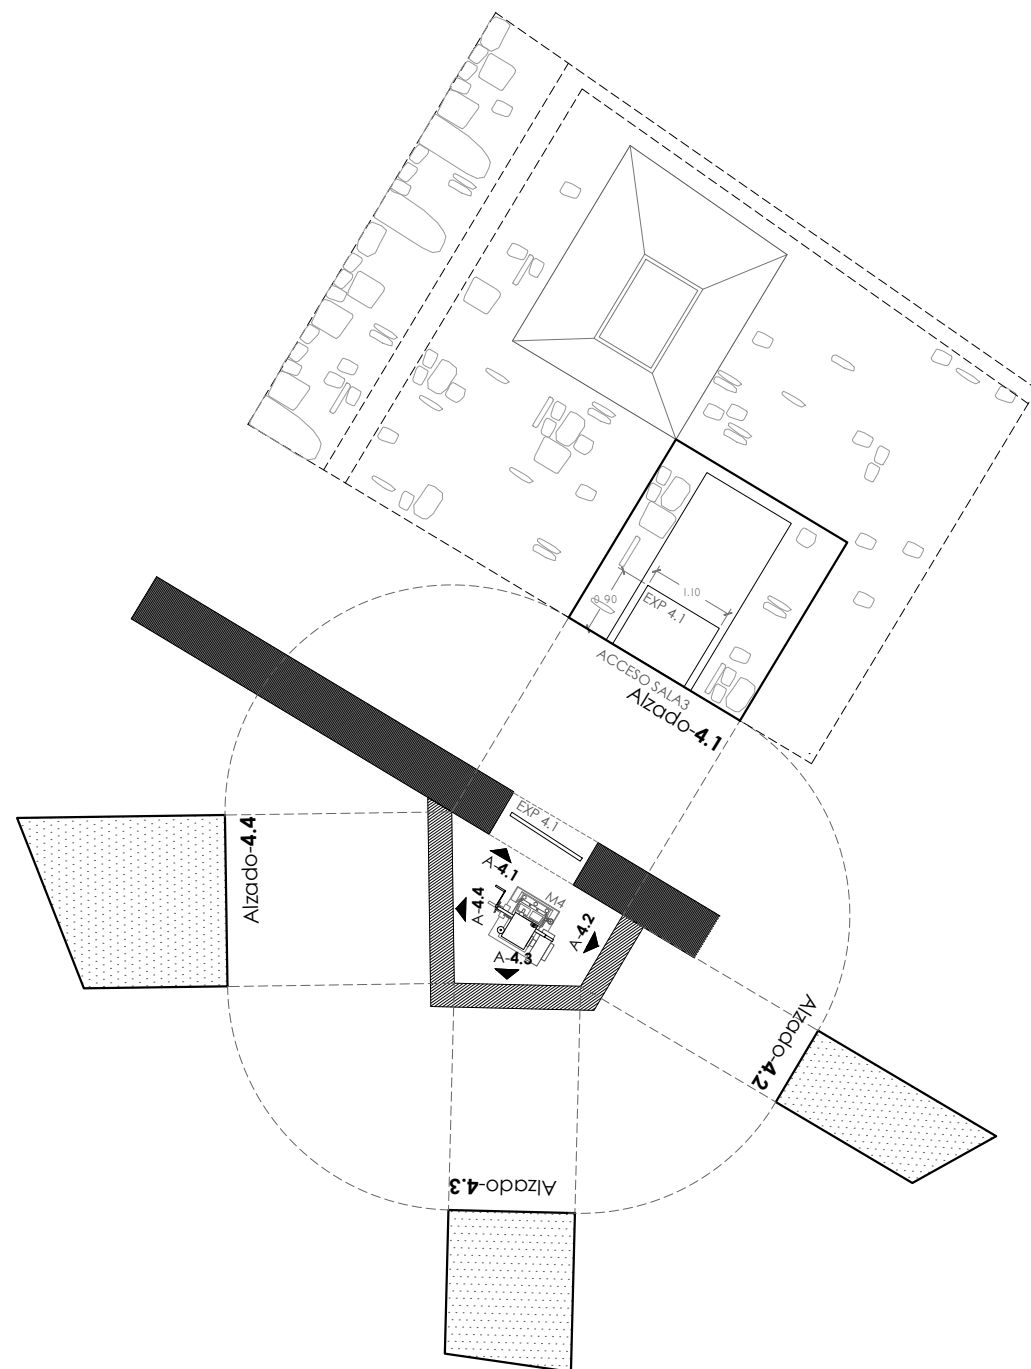 0.90
1.10
EXP 4.1
ACCESO SALA3
Alzado-4.1
EXP 4.1
Alzado-4.4
A-4.1
A-4.4
M4
A-4.2
A-4.3
Alzado-4.2
Alzado-4.3